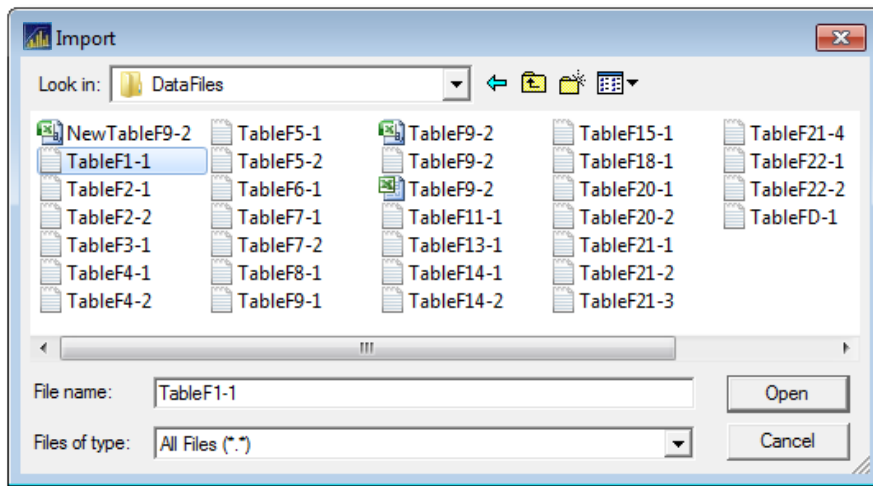 Import
Look in: DataFiles
NewTableF9-2 TableF5-1 TableF9-2 TableF15-1 TableF21-4
TableF1-1 TableF5-2 TableF9-2 TableF18-1 TableF22-1
TableF2-1 TableF6-1 TableF9-2 TableF20-1 TableF22-2
TableF2-2 TableF7-1 TableF11-1 TableF20-2 TableFD-1
TableF3-1 TableF7-2 TableF13-1 TableF21-1
TableF4-1 TableF8-1 TableF14-1 TableF21-2
TableF4-2 TableF9-1 TableF14-2 TableF21-3
File name: TableF1-1 Open
Files of type: All Files (*.*) Cancel